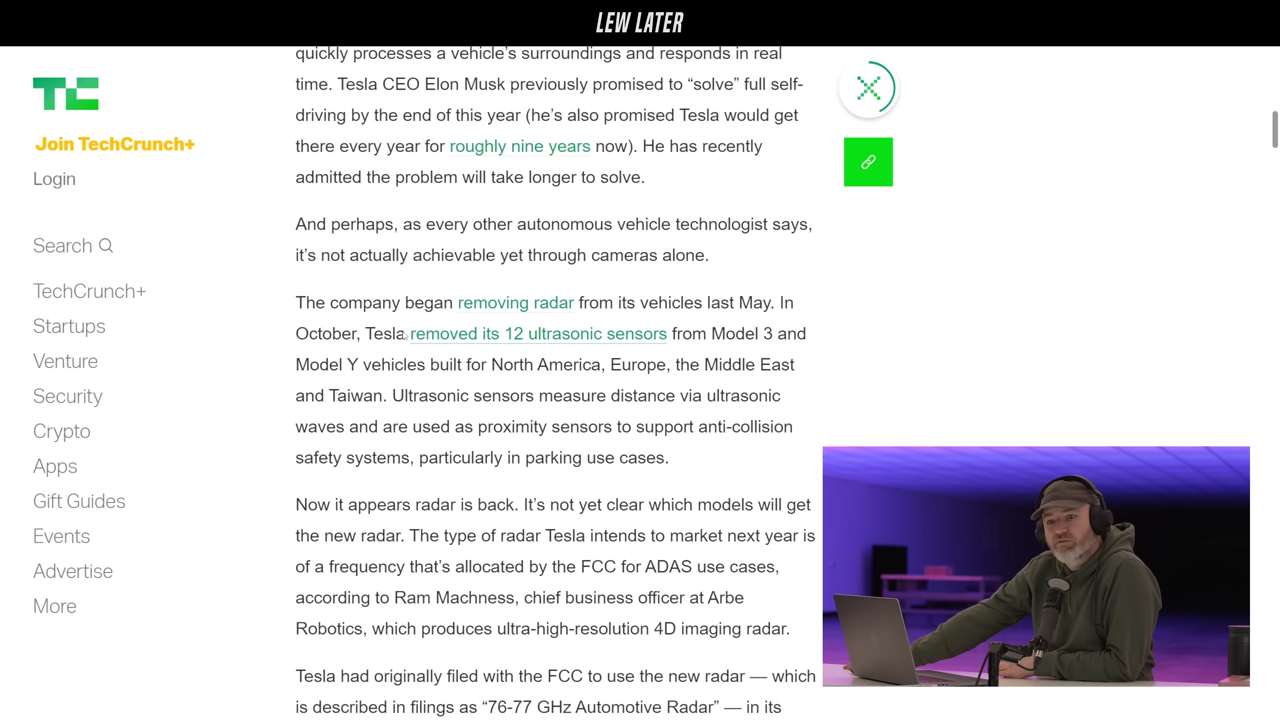 LEW LATER
TC
Join TechCrunch+
Login
Search
TechCrunch+
Startups
Venture
Security
Crypto
Apps
Gift Guides
Events
Advertise
More
quickly processes a vehicle's surroundings and responds in real
time. Tesla CEO Elon Musk previously promised to “solve” full self-
driving by the end of this year (he's also promised Tesla would get
there every year for roughly nine years now). He has recently
admitted the problem will take longer to solve.
And perhaps, as every other autonomous vehicle technologist says,
it's not actually achievable yet through cameras alone.
The company began removing radar from its vehicles last May. In
October, Tesla removed its 12 ultrasonic sensors from Model 3 and
Model Y vehicles built for North America, Europe, the Middle East
and Taiwan. Ultrasonic sensors measure distance via ultrasonic
waves and are used as proximity sensors to support anti-collision
safety systems, particularly in parking use cases.
Now it appears radar is back. It's not yet clear which models will get
the new radar. The type of radar Tesla intends to market next year is
of a frequency that's allocated by the FCC for ADAS use cases,
according to Ram Machness, chief business officer at Arbe
Robotics, which produces ultra-high-resolution 4D imaging radar.
Tesla had originally filed with the FCC to use the new radar — which
is described in filings as “76-77 GHz Automotive Radar” — in its